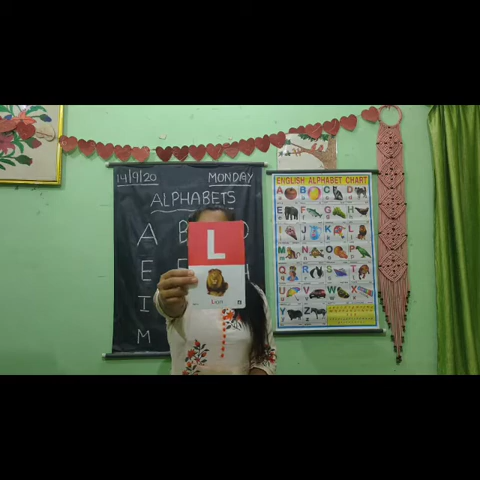 14/9/20 MONDAY
ALPHABETS
A B D
E F H
I
M
L
Lion
ENGLISH ALPHABET CHART
A B C D
E F G H
I J K L
M N O P
Q R S T
U V W X
Y Z